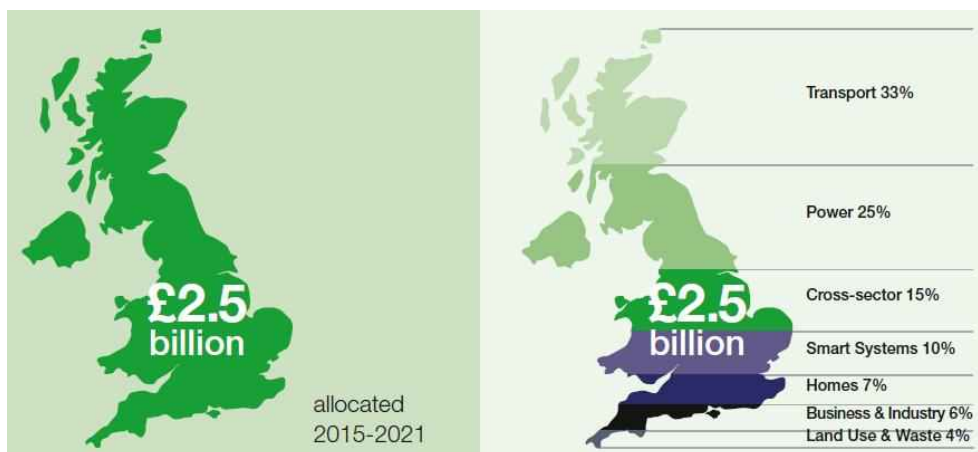 £2.5
billion
allocated
2015-2021
£2.5
billion
Transport 33%
Power 25%
Cross-sector 15%
Smart Systems 10%
Homes 7%
Business & Industry 6%
Land Use & Waste 4%